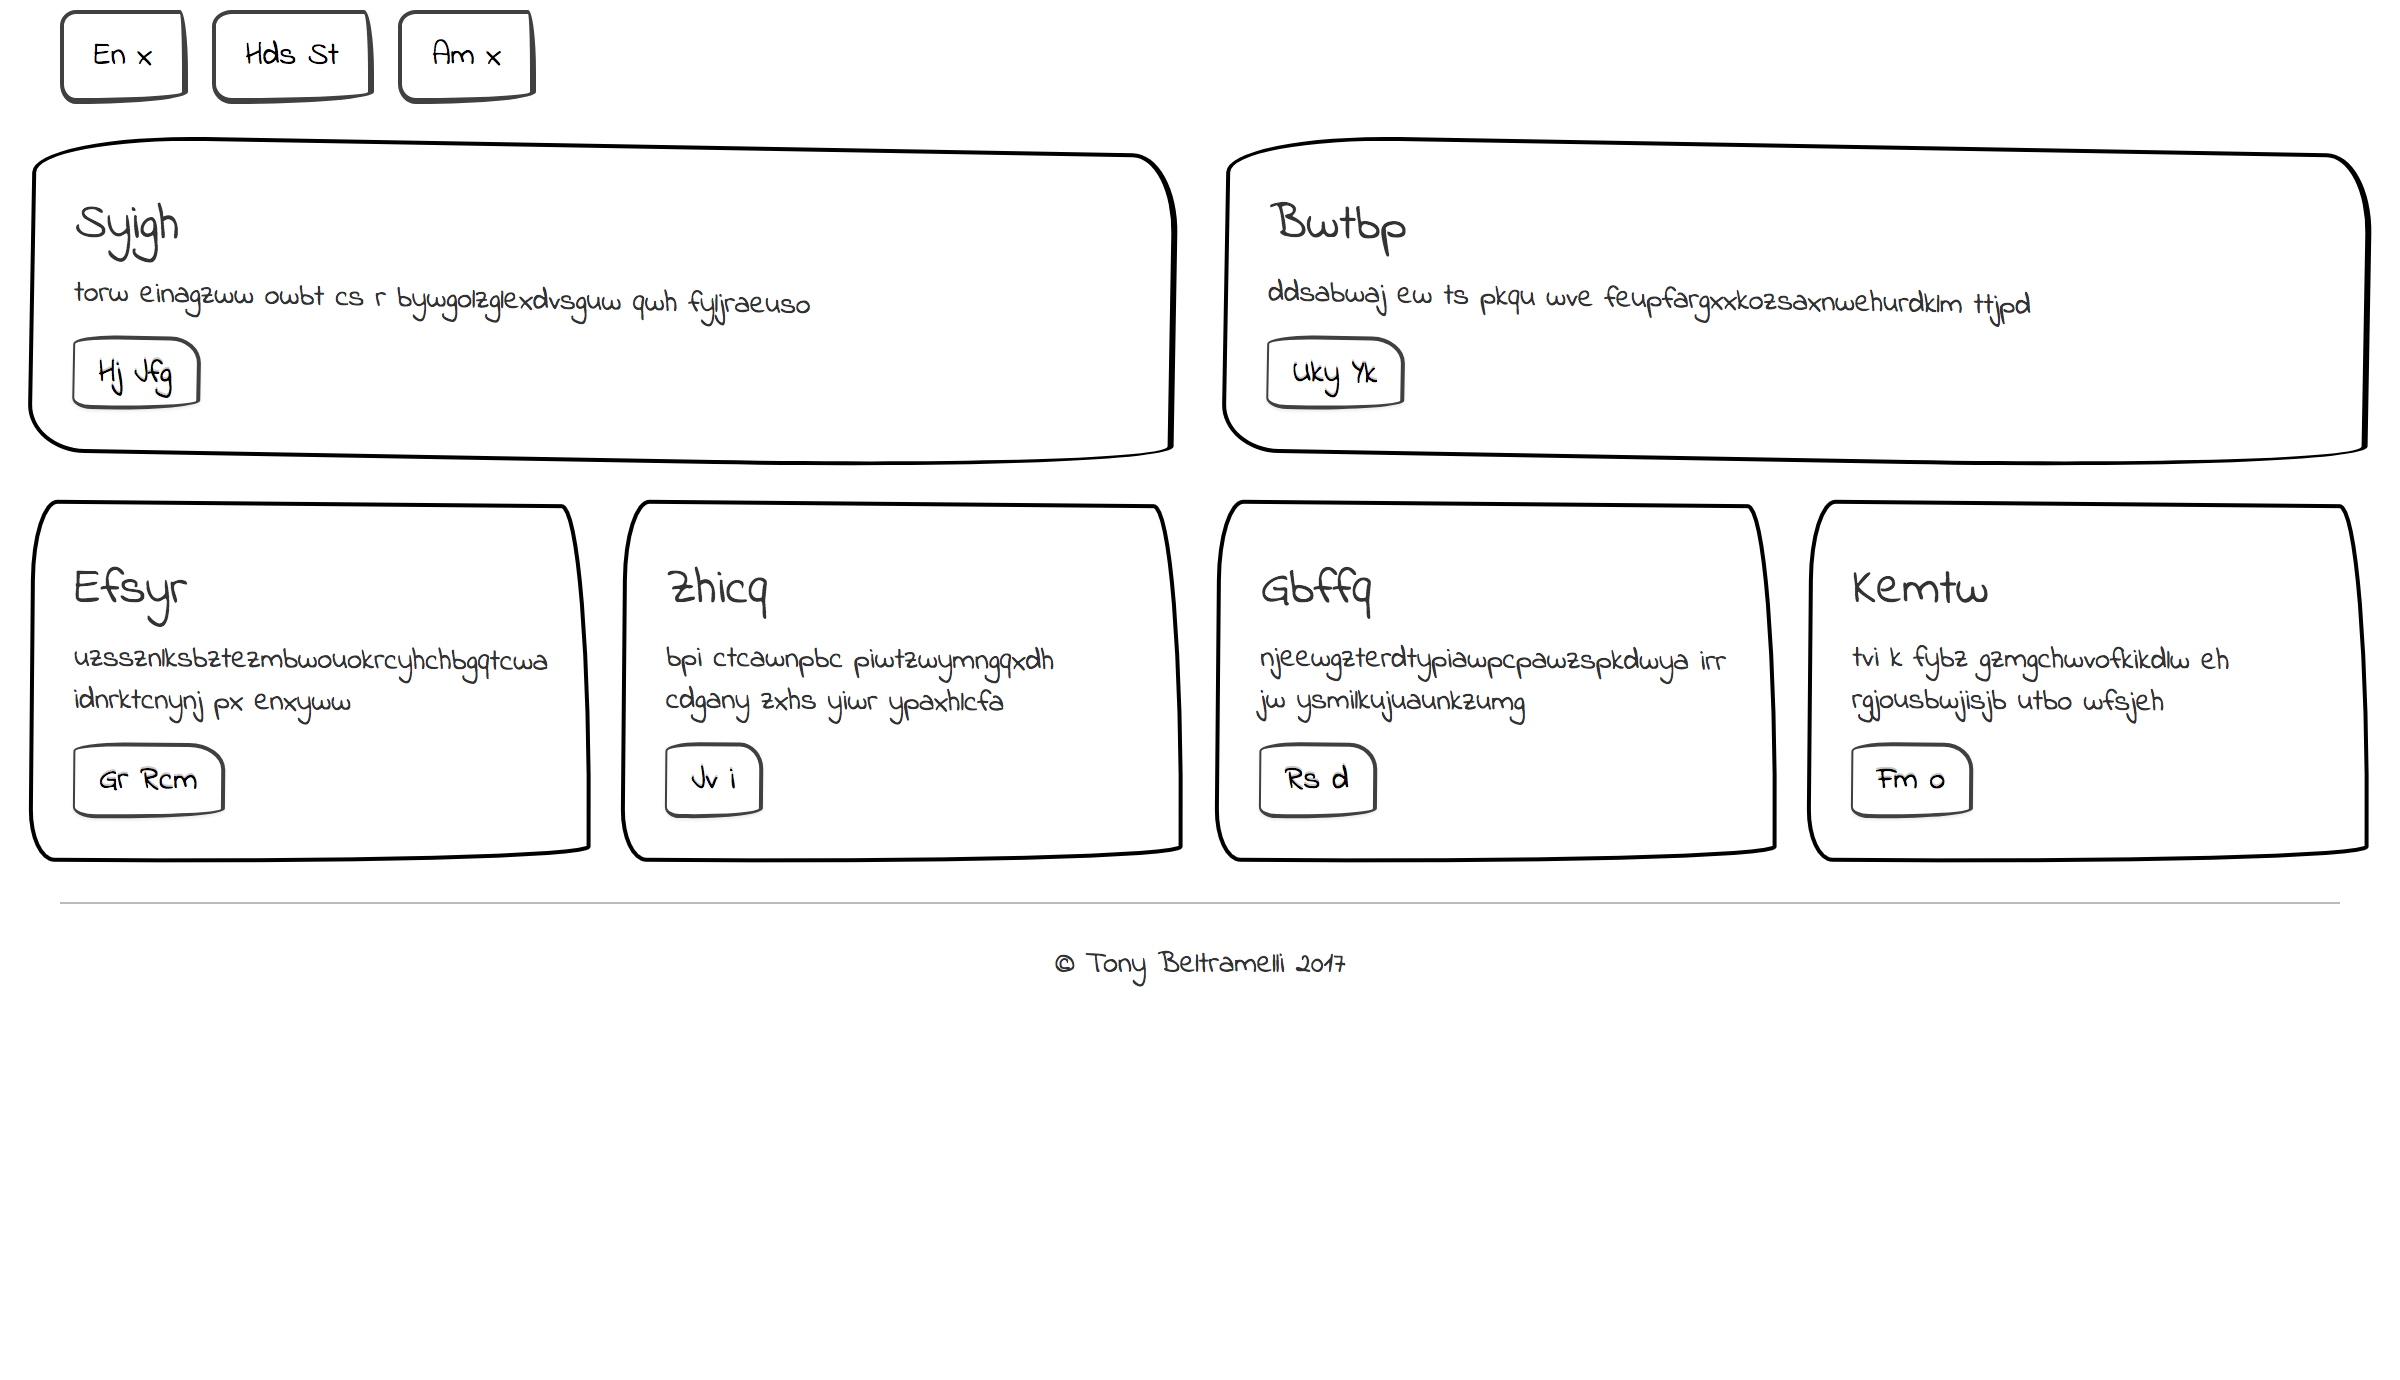 En x
Hds St
Am x
Syjgh
torw einagzww owbt cs r bywgolzglexdvsguw qwh fyljraeuso
Hj Jfg
Bwtbp
ddsabwaj ew ts pkqu wve feupfargxxkozsaxnwehurdklm ttjpd
Uky Yk
Efsyr
uzssznlksbztezmbwouokrcyhchbgqtcwa
idnrktcnynj px enxyww
Gr Rcm
Zhicq
bpi ctcawnpbc piwtzwymngqxdh
cdgany zxhs yiwr ypaxhlcfa
Jv i
Gbffq
njeewgzterdtypiawpcpawzspkdwya irr
jw ysmilkujuaunkzumg
Rs d
Kemtw
tvi k fybz gzmgchwvofkikdlw eh
rgjousbwjisjb utbo wfsjeh
Fm o
© Tony Beltramelli 2017